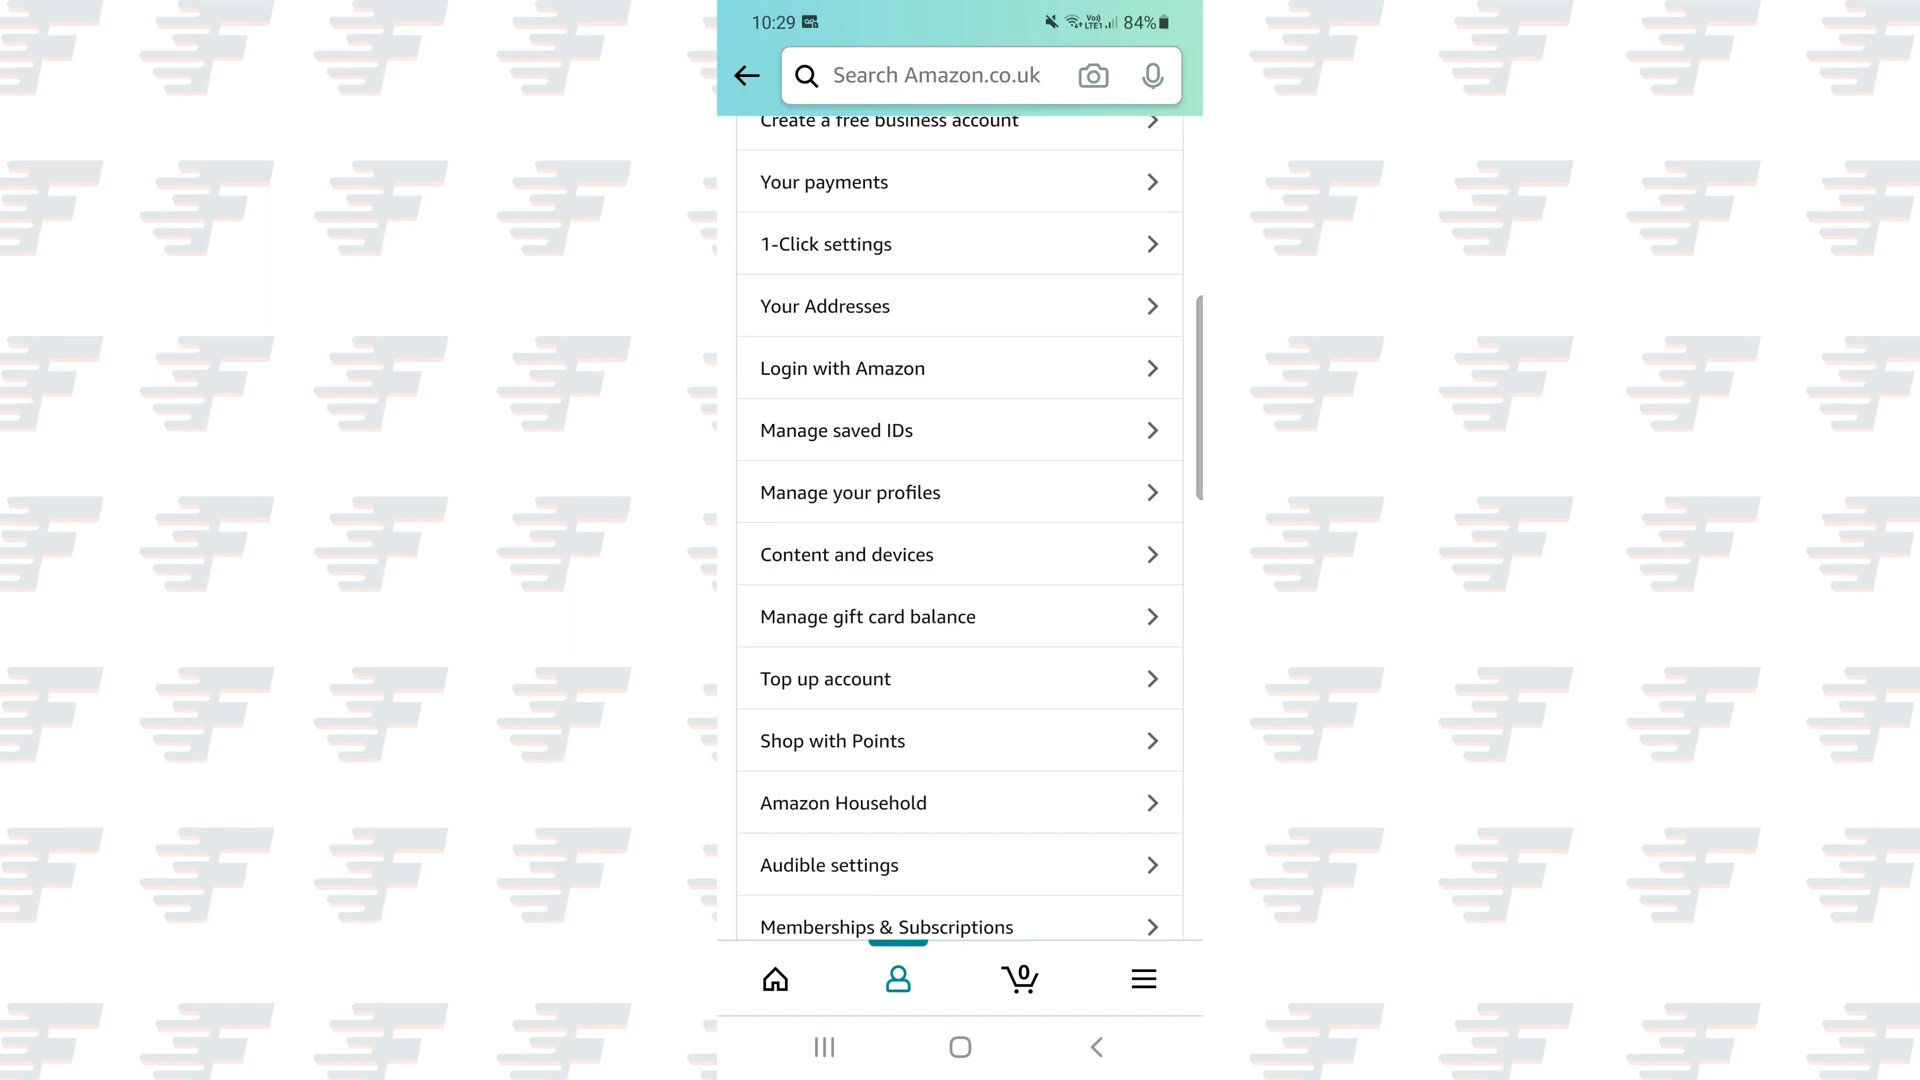 10:29
Vo)) LTE1 84%
Search Amazon.co.uk
Create a free business account
Your payments
1-Click settings
Your Addresses
Login with Amazon
Manage saved IDs
Manage your profiles
Content and devices
Manage gift card balance
Top up account
Shop with Points
Amazon Household
Audible settings
Memberships & Subscriptions
0